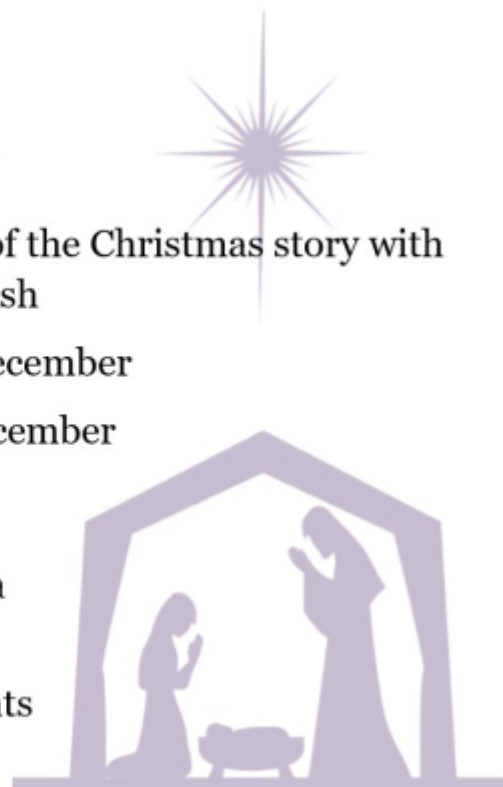 of the Christmas story with
sh
ecember
cember
n
ts